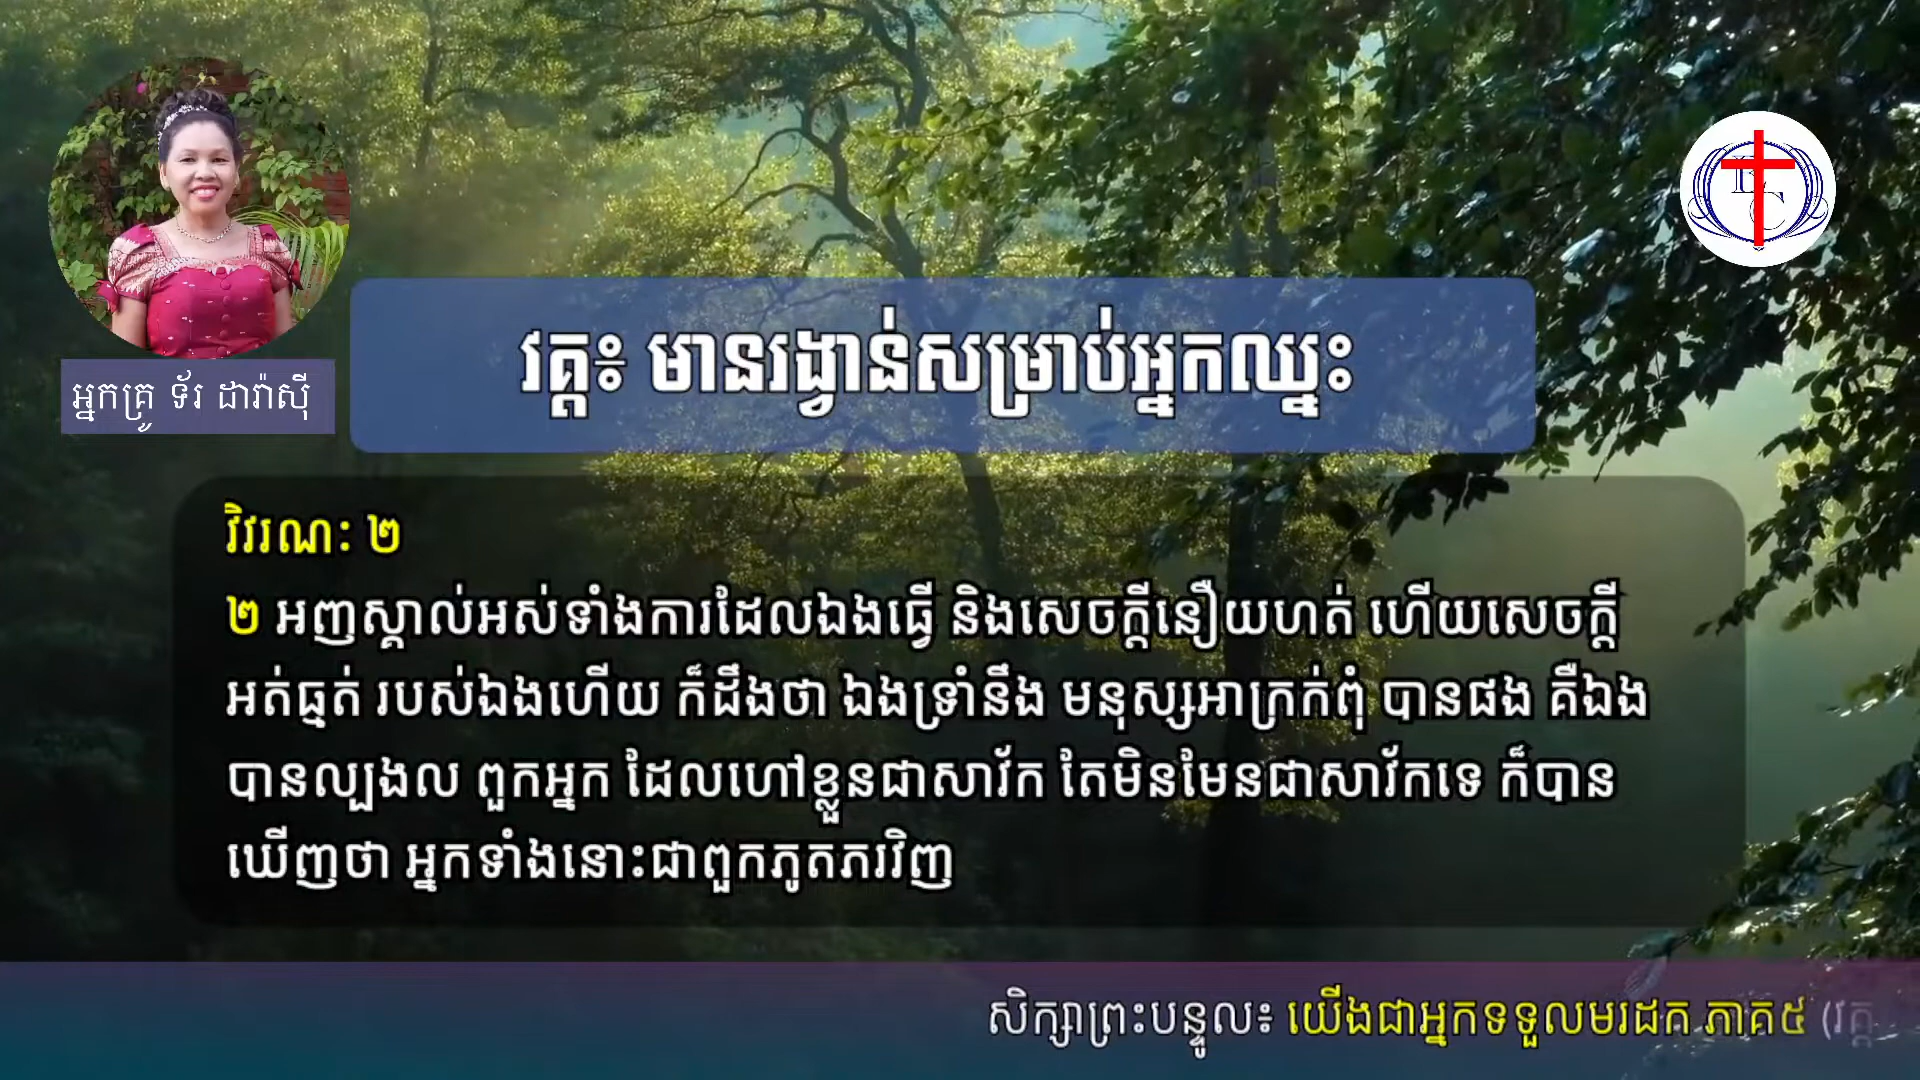 វគ្គ៖ មានរង្វាន់សម្រាប់អ្នកឈ្នះ
អ្នកគ្រូ ទ័រ ដារ៉ាស៊ី
វិវរណៈ ២
២ អញស្គាល់អស់ទាំងការដែលឯងធ្វើ និងសេចក្ដីនឿយហត់ ហើយសេចក្ដី
អត់ធ្មត់ របស់ឯងហើយ ក៏ដឹងថា ឯងទ្រាំនឹង មនុស្សអាក្រក់ពុំ បានផង គឺឯង
បានល្បងល ពួកអ្នក ដែលហៅខ្លួនជាសាវ័ក តែមិនមែនជាសាវ័កទេ ក៏បាន
ឃើញថា អ្នកទាំងនោះជាពួកភូតភរវិញ
សិក្សាព្រះបន្ទូល៖ យើងជាអ្នកទទួលមរដក ភាគ៥ (វគ្គ